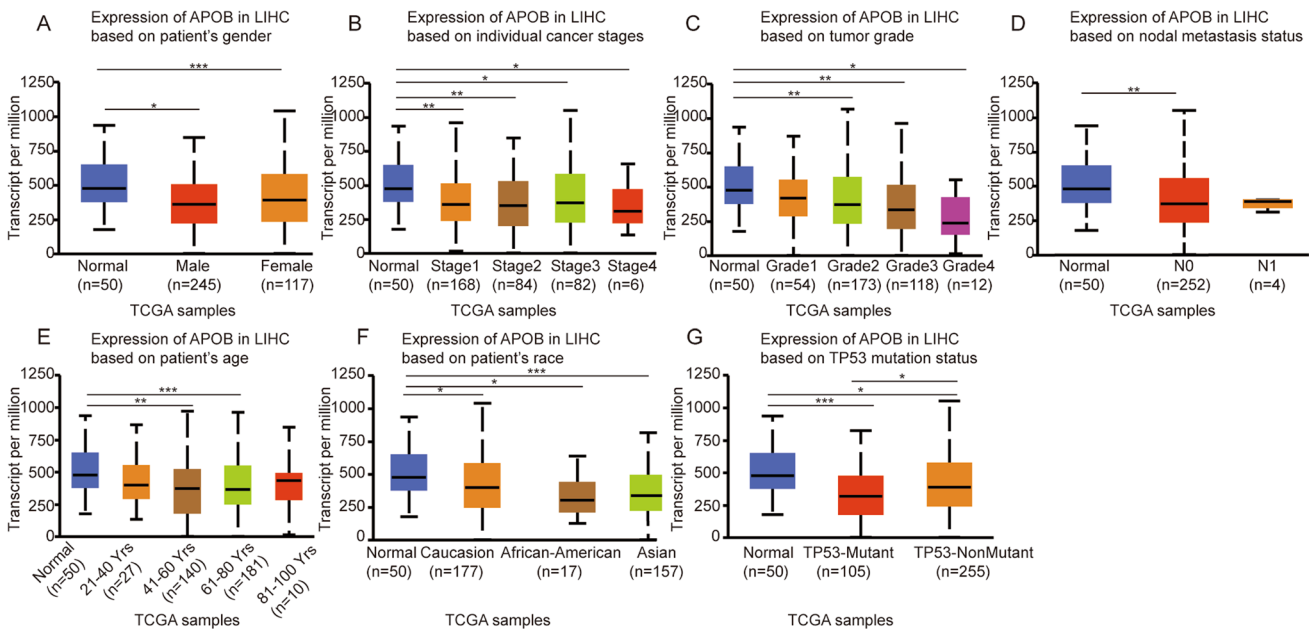 A
Expression of APOB in LIHC
based on patient's gender
Transcript per million
1250
1000
750
500
250
0
***
*
Normal
(n=50)
Male
(n=245)
Female
(n=117)
TCGA samples
B
Expression of APOB in LIHC
based on individual cancer stages
Transcript per million
1250
1000
750
500
250
0
*
*
**
**
Normal
(n=50)
Stage1
(n=168)
Stage2
(n=84)
Stage3
(n=82)
Stage4
(n=6)
TCGA samples
C
Expression of APOB in LIHC
based on tumor grade
Transcript per million
1250
1000
750
500
250
0
*
**
**
Normal
(n=50)
Grade1
(n=54)
Grade2
(n=173)
Grade3
(n=118)
Grade4
(n=12)
TCGA samples
D
Expression of APOB in LIHC
based on nodal metastasis status
Transcript per million
1250
1000
750
500
250
0
**
Normal
(n=50)
N0
(n=252)
N1
(n=4)
TCGA samples
E
Expression of APOB in LIHC
based on patient's age
Transcript per million
1250
1000
750
500
250
0
***
**
Normal
(n=50)
21-40 Yrs
(n=27)
41-60 Yrs
(n=140)
61-80 Yrs
(n=181)
81-100 Yrs
(n=10)
TCGA samples
F
Expression of APOB in LIHC
based on patient's race
Transcript per million
1250
1000
750
500
250
0
***
*
*
Normal
(n=50)
Caucasion
(n=177)
African-American
(n=17)
Asian
(n=157)
TCGA samples
G
Expression of APOB in LIHC
based on TP53 mutation status
Transcript per million
1250
1000
750
500
250
0
*
*
***
Normal
(n=50)
TP53-Mutant
(n=105)
TP53-NonMutant
(n=255)
TCGA samples